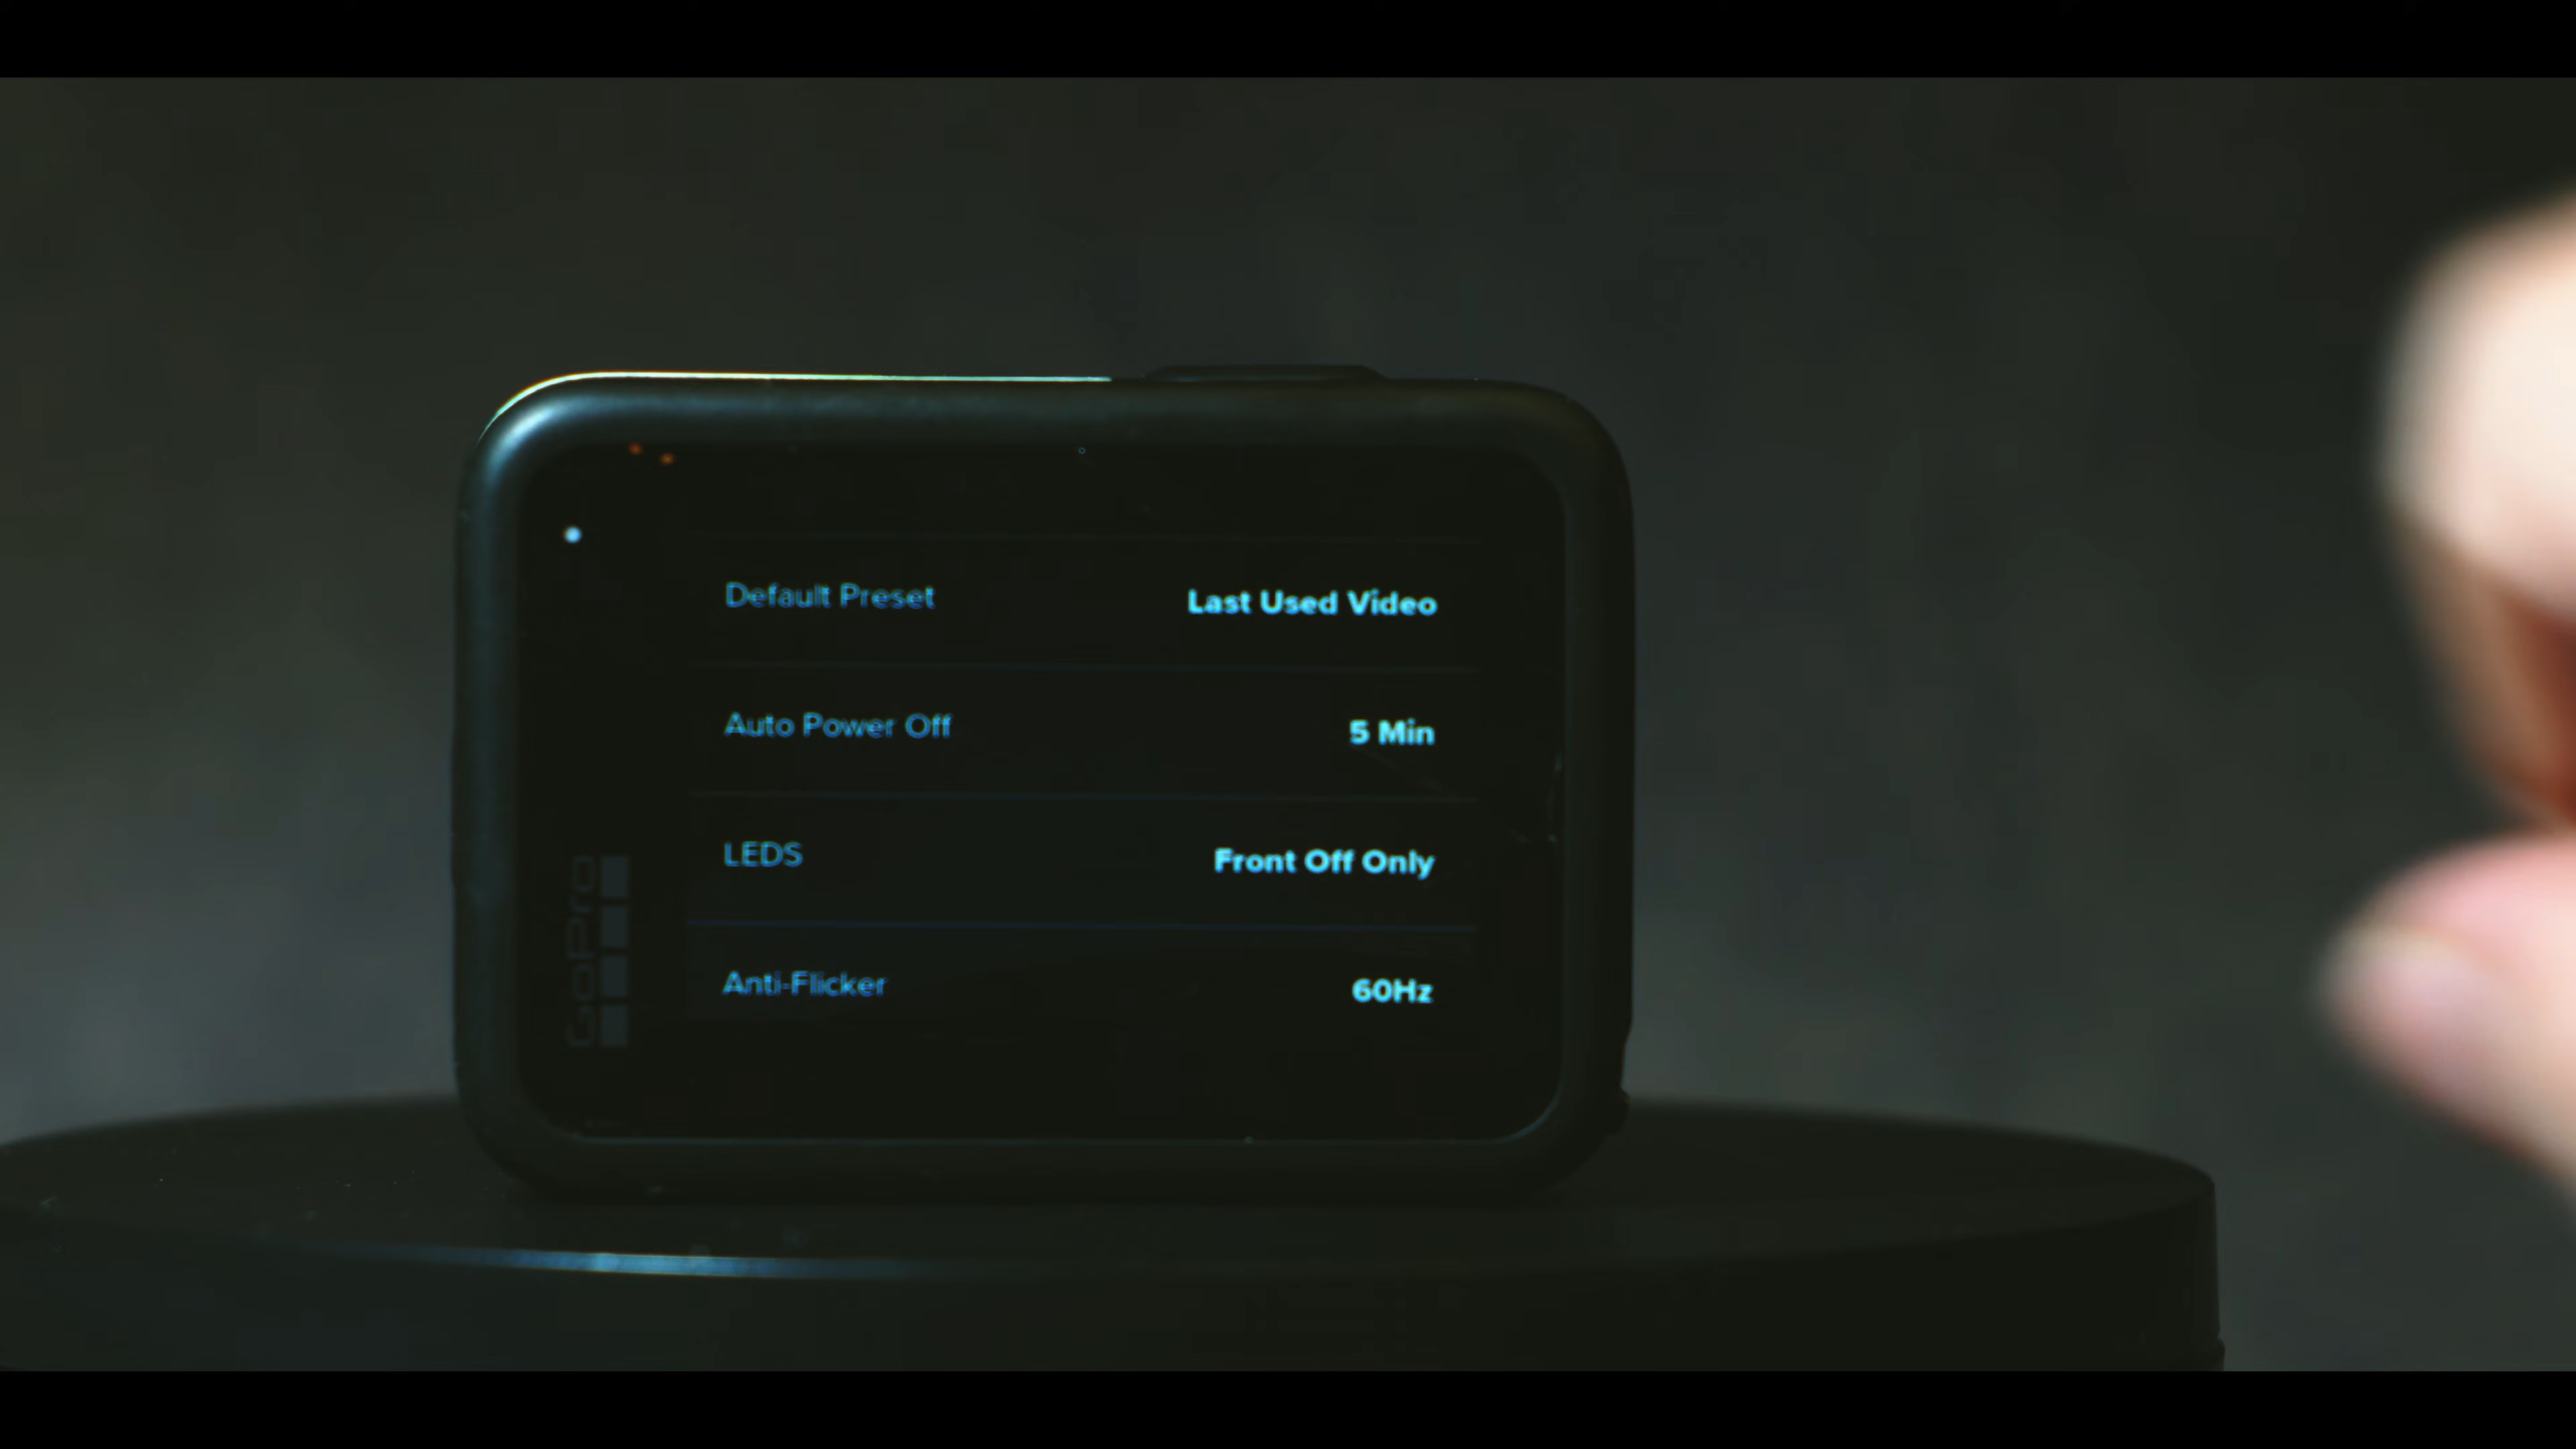 Default Preset Last Used Video
Auto Power Off 5 Min
LEDS Front Off Only
Anti-Flicker 60Hz
GoPro